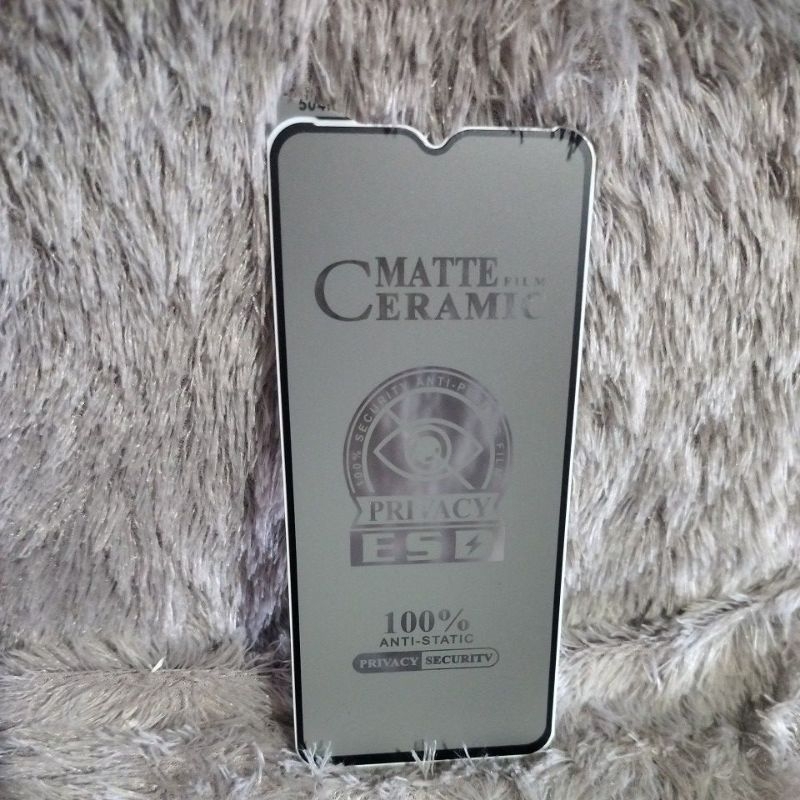 MATTE FILM
CERAMIC
100% SECURITY ANTI-P
PRIVACY
ESD
100%
ANTI-STATIC
PRIVACY SECURITY